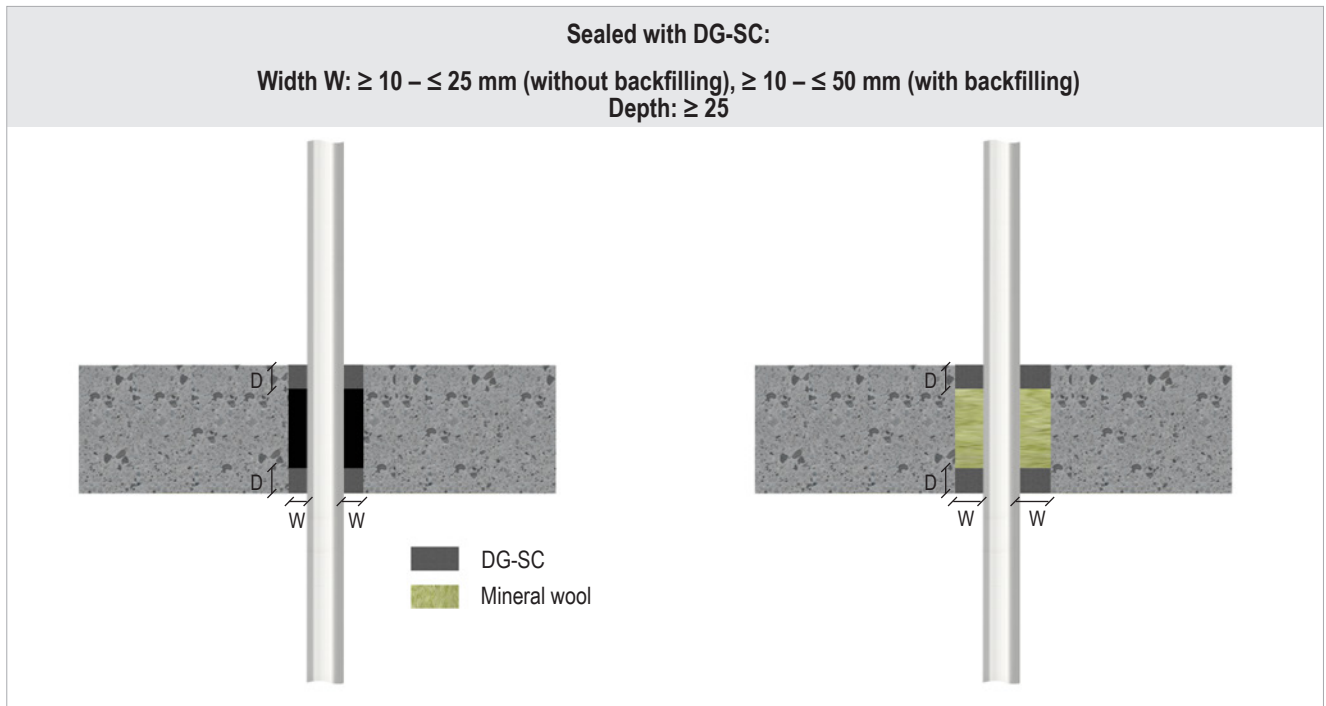 Sealed with DG-SC:
Width W: ≥ 10 – ≤ 25 mm (without backfilling), ≥ 10 – ≤ 50 mm (with backfilling)
Depth: ≥ 25
D
D
D
D
W
W
W
W
DG-SC
Mineral wool